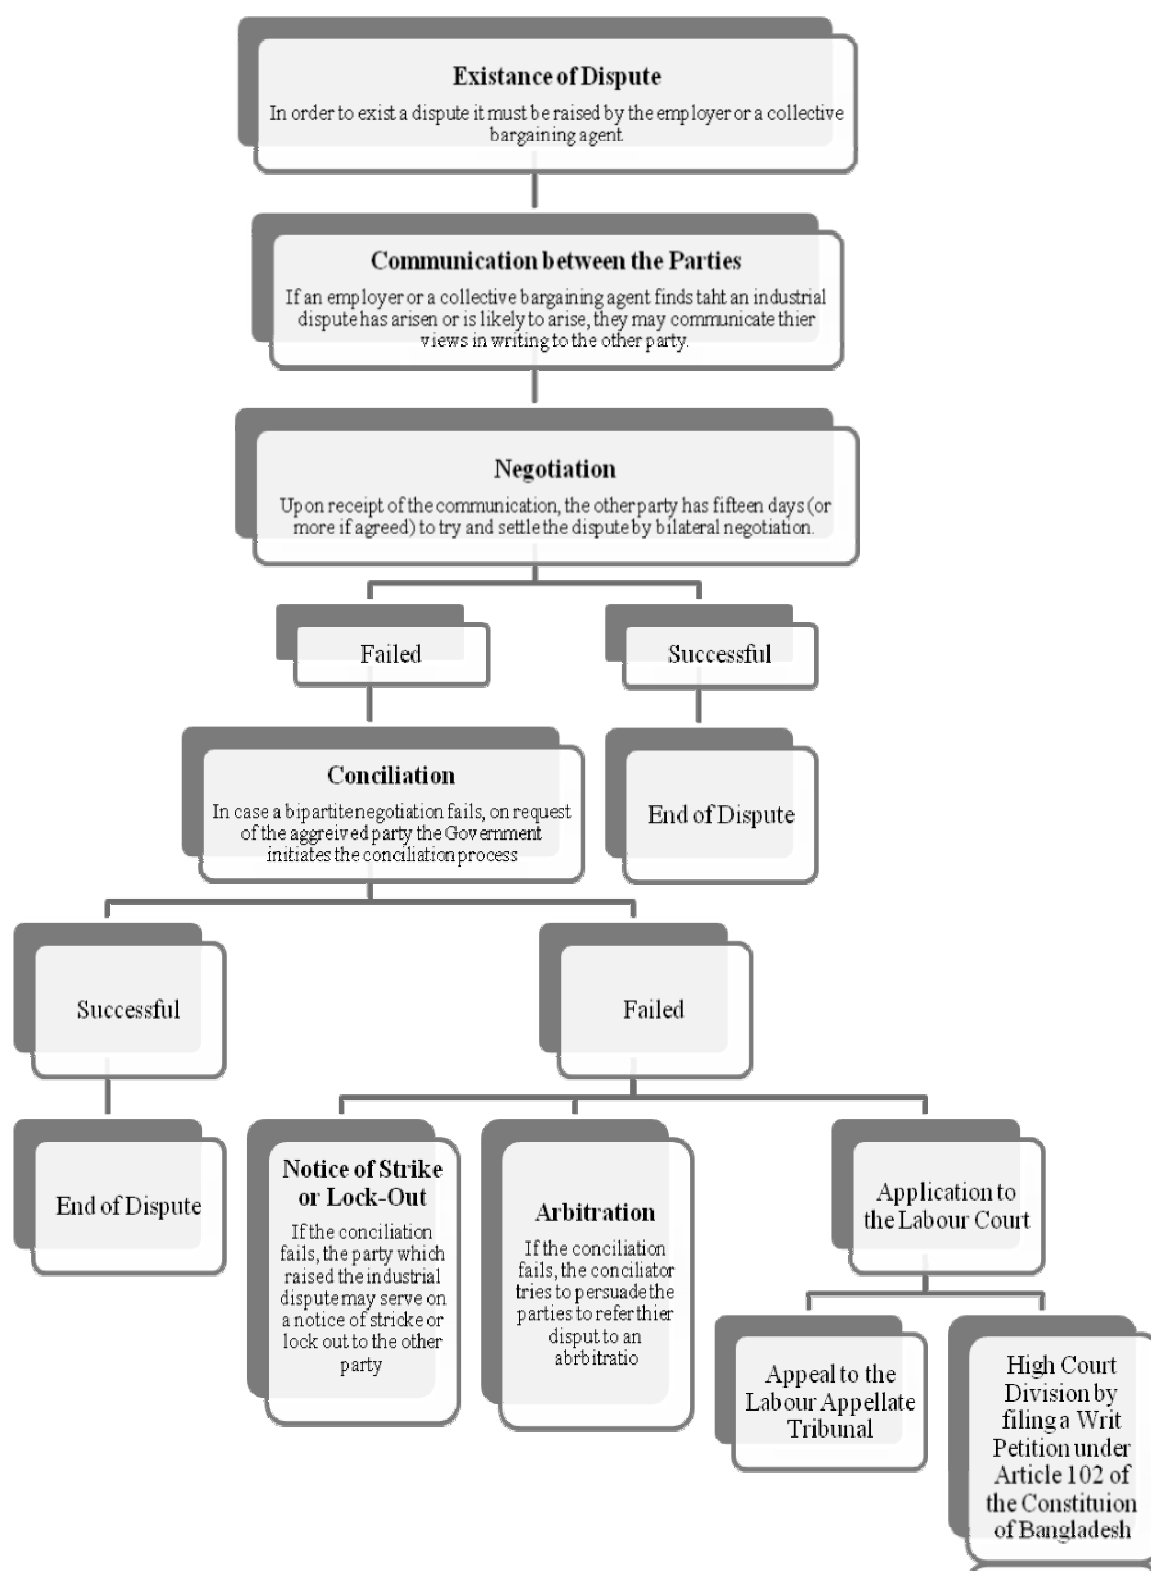 Existance of Dispute
In order to exist a dispute it must be raised by the employer or a collective
bargaining agent
Communication between the Parties
If an employer or a collective bargaining agent finds taht an industrial
dispute has arisen or is likely to arise, they may communicate thier
views in writing to the other party.
Negotiation
Upon receipt of the communication, the other party has fifteen days (or
more if agreed) to try and settle the dispute by bilateral negotiation.
Failed
Successful
Conciliation
In case a bipartite negotiation fails, on request
of the aggreived party the Government
initiates the conciliation process
End of Dispute
Successful
Failed
End of Dispute
Notice of Strike
or Lock-Out
If the conciliation
fails, the party which
raised the industrial
dispute may serve on
a notice of stricke or
lock out to the other
party
Arbitration
If the conciliation
fails, the conciliator
tries to persuade the
parties to refer thier
disput to an
abrbitratio
Application to
the Labour Court
Appeal to the
Labour Appellate
Tribunal
High Court
Division by
filing a Writ
Petition under
Article 102 of
the Constituion
of Bangladesh